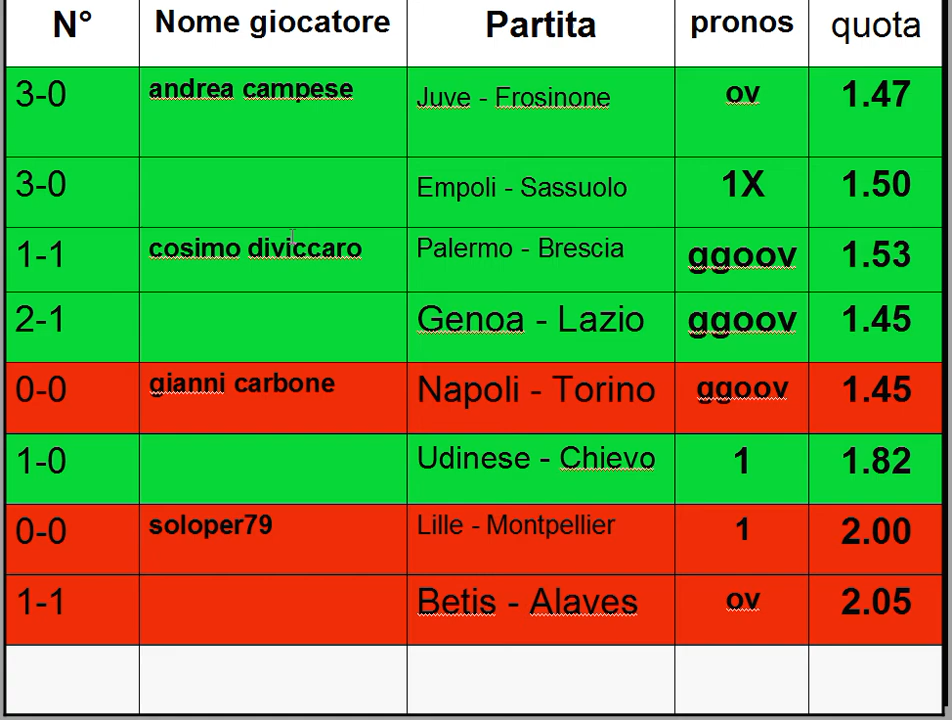 N° Nome giocatore Partita pronos quota
3-0 andrea campese Juve - Frosinone ov 1.47
3-0 Empoli - Sassuolo 1X 1.50
1-1 cosimo diviccaro Palermo - Brescia ggoov 1.53
2-1 Genoa - Lazio ggoov 1.45
0-0 gianni carbone Napoli - Torino ggoov 1.45
1-0 Udinese - Chievo 1 1.82
0-0 soloper79 Lille - Montpellier 1 2.00
1-1 Betis - Alaves ov 2.05